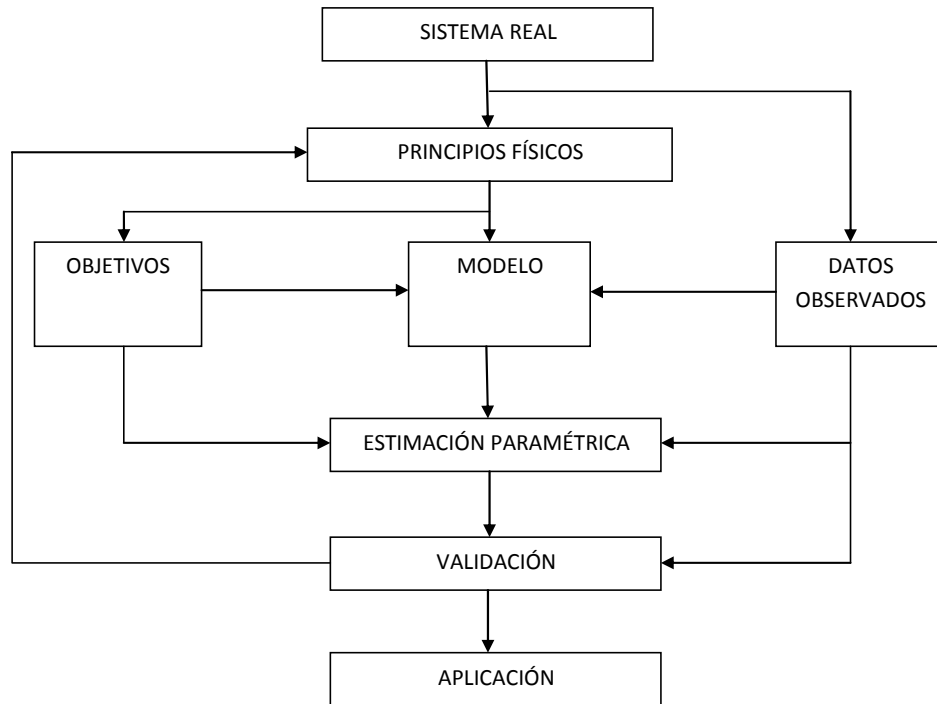 SISTEMA REAL
PRINCIPIOS FÍSICOS
OBJETIVOS
MODELO
DATOS
OBSERVADOS
ESTIMACIÓN PARAMÉTRICA
VALIDACIÓN
APLICACIÓN